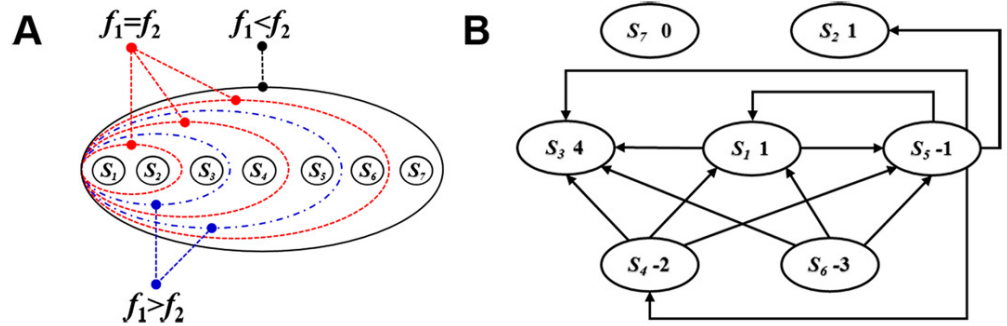 A
f₁=f₂ f₁<f₂
S₁ S₂ S₃ S₄ S₅ S₆ S₇
f₁>f₂
B
S₇ 0 S₂ 1
S₃ 4 S₁ 1 S₅ -1
S₄ -2 S₆ -3